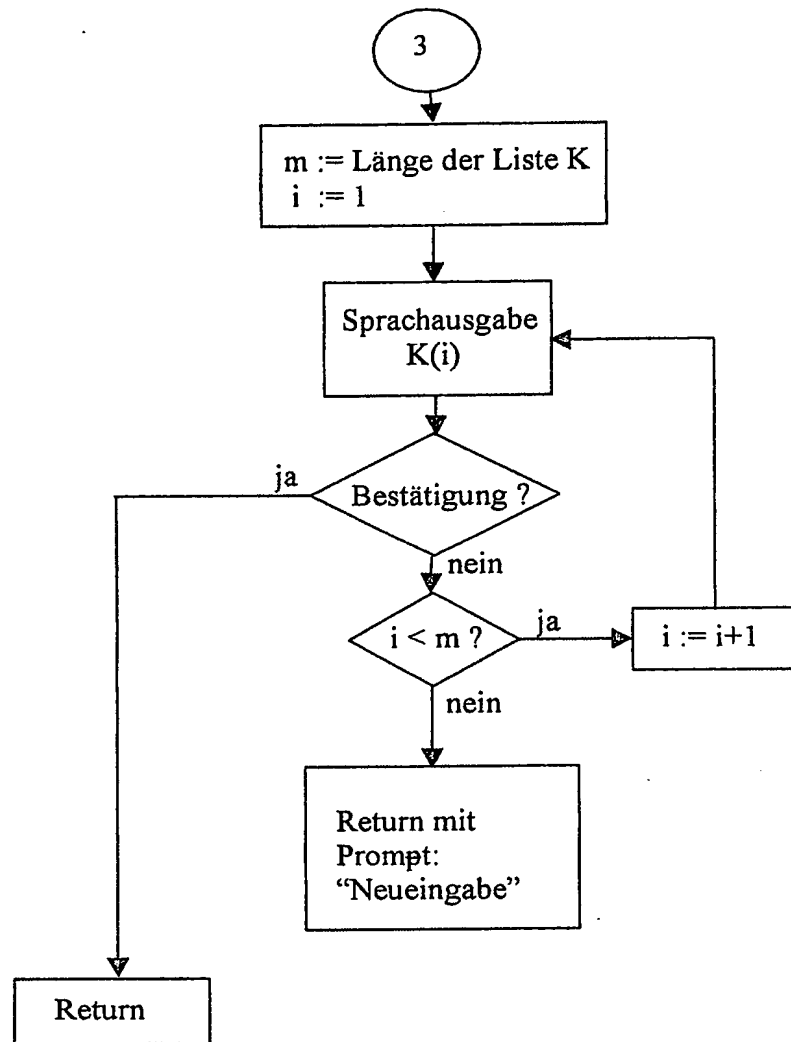 3
m := Länge der Liste K
i := 1
Sprachausgabe
K(i)
ja
Bestätigung ?
nein
i < m ?
ja
i := i+1
nein
Return mit
Prompt:
“Neueingabe”
Return